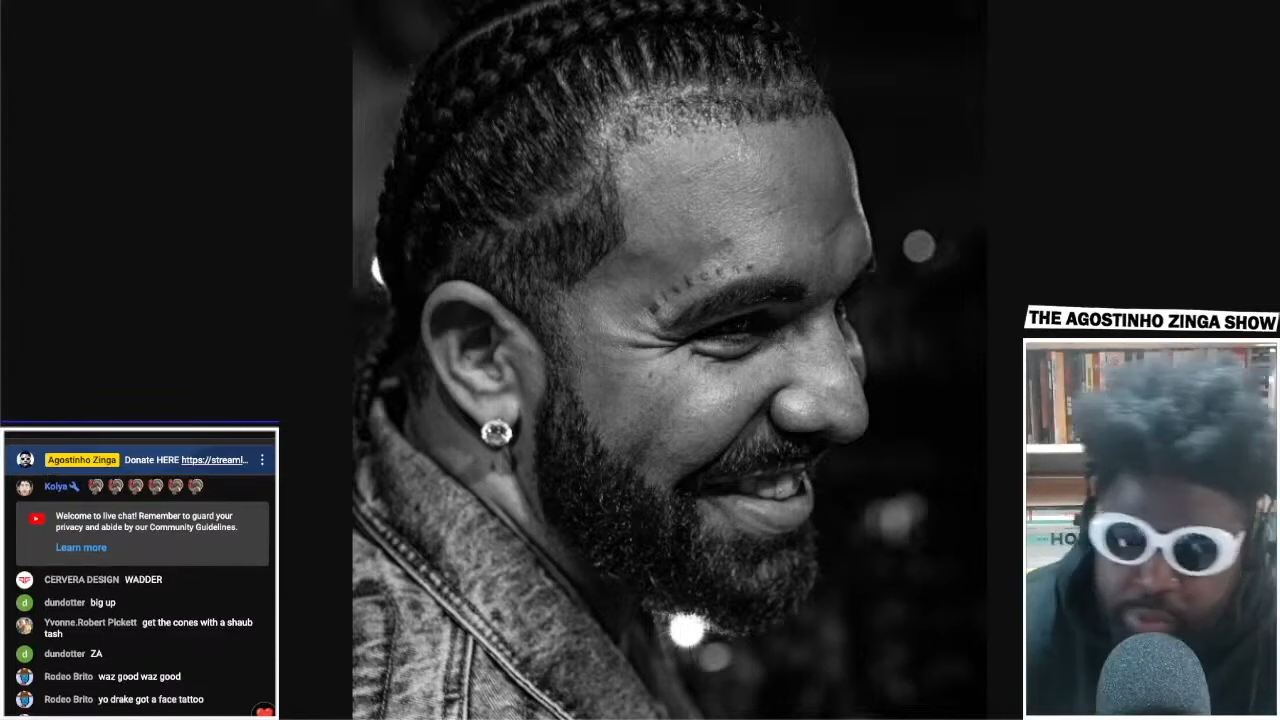 THE AGOSTINHO ZINGA SHOW
Agostinho Zinga Donate HERE https://streaml...
Kolya
Welcome to live chat! Remember to guard your
privacy and abide by our Community Guidelines.
Learn more
CERVERA DESIGN WADDER
dundotter big up
Yvonne.Robert Pickett get the cones with a shaub
tash
dundotter ZA
Rodeo Brito waz good waz good
Rodeo Brito yo drake got a face tattoo
HO